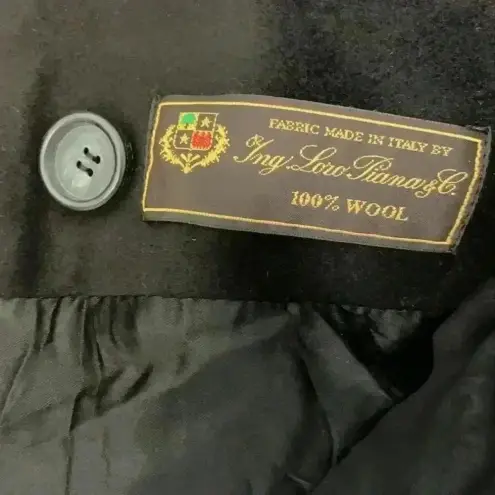 FABRIC MADE IN ITALY BY
Ing. Loro Piana & C.
100% WOOL